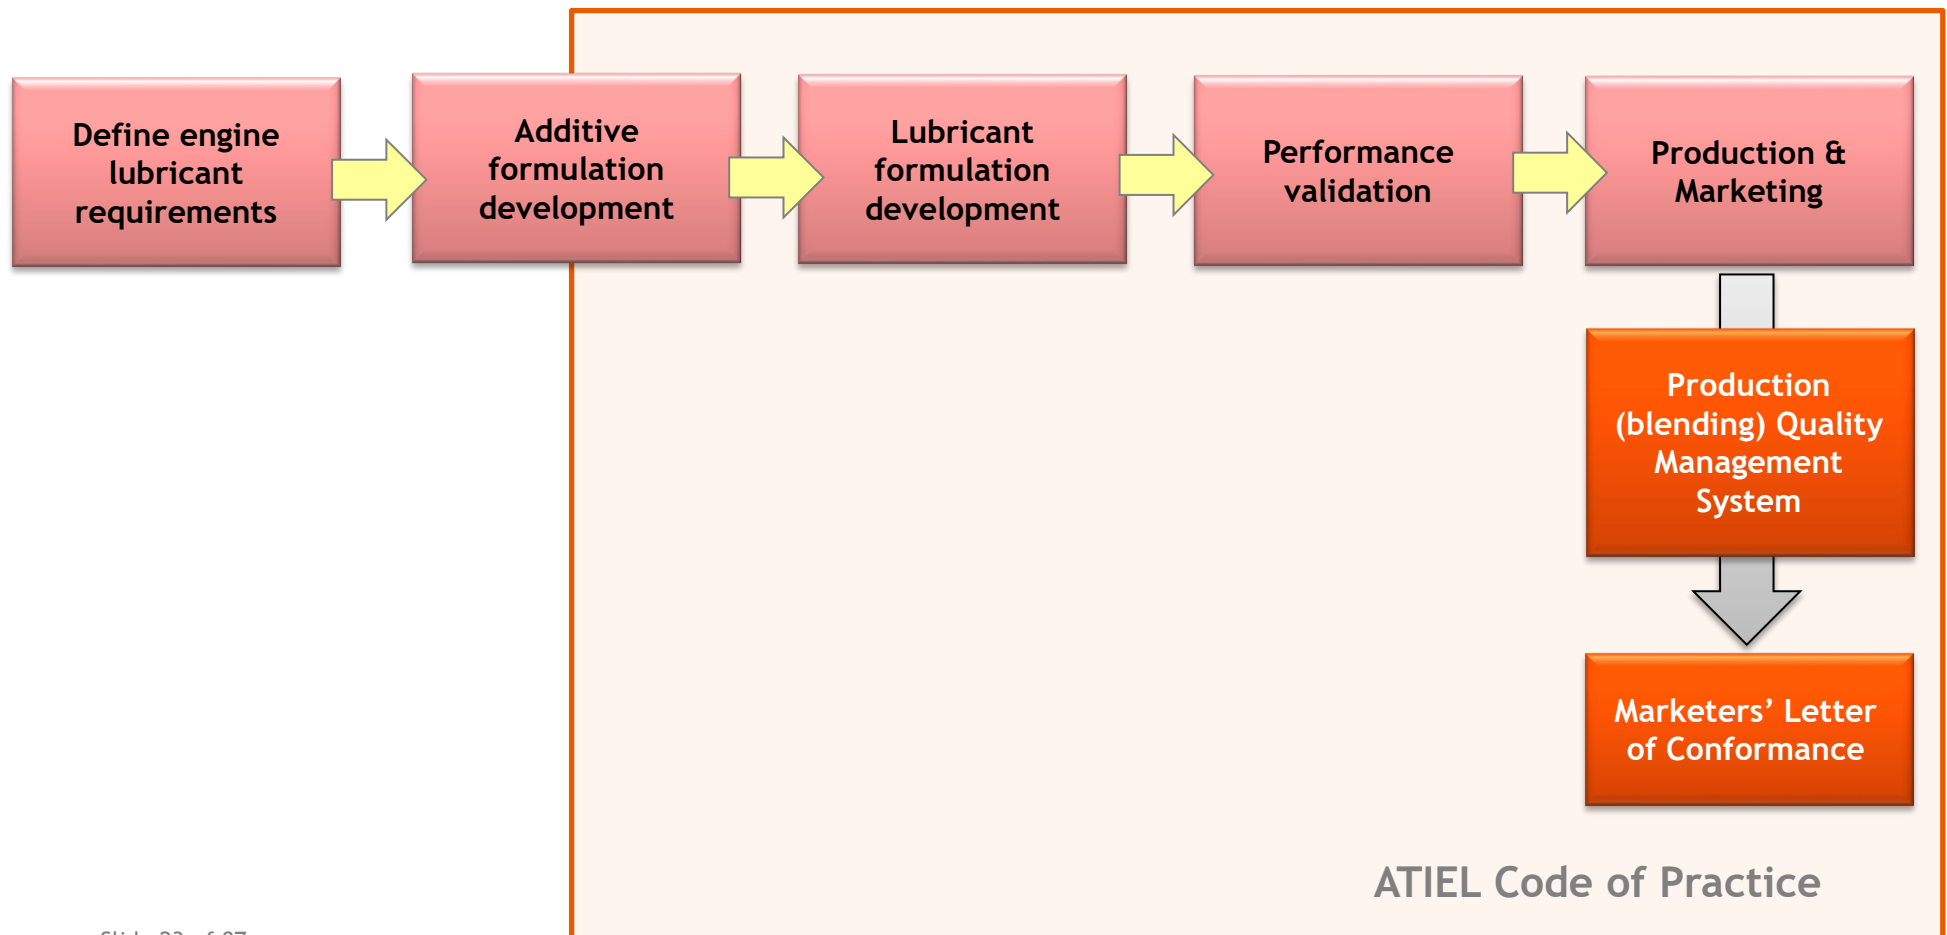 Define engine
lubricant
requirements
Additive
formulation
development
Lubricant
formulation
development
Performance
validation
Production &
Marketing
Production
(blending) Quality
Management
System
Marketers’ Letter
of Conformance
ATIEL Code of Practice